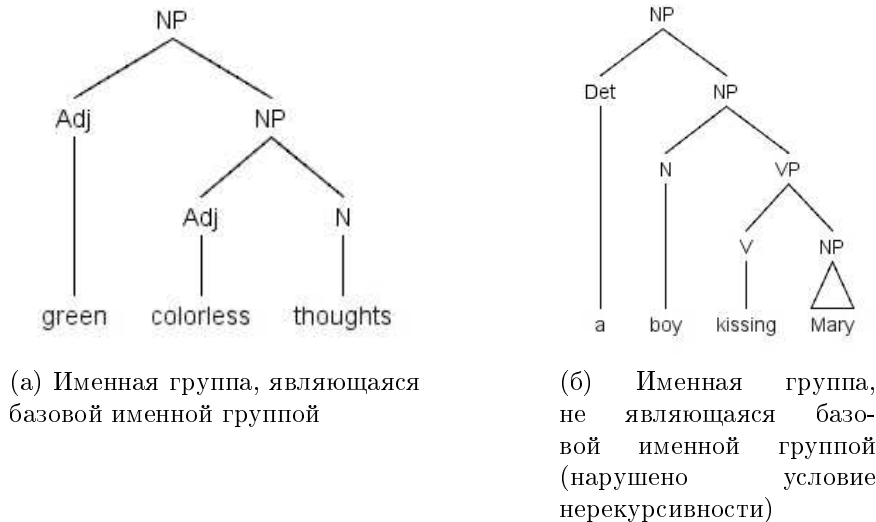 NP
Adj NP
Adj N
green colorless thoughts
(а) Именная группа, являющаяся
базовой именной группой
NP
Det NP
N VP
V NP
a boy kissing Mary
(б) Именная группа,
не являющаяся базо-
вой именной группой
(нарушено условие
нерекурсивности)